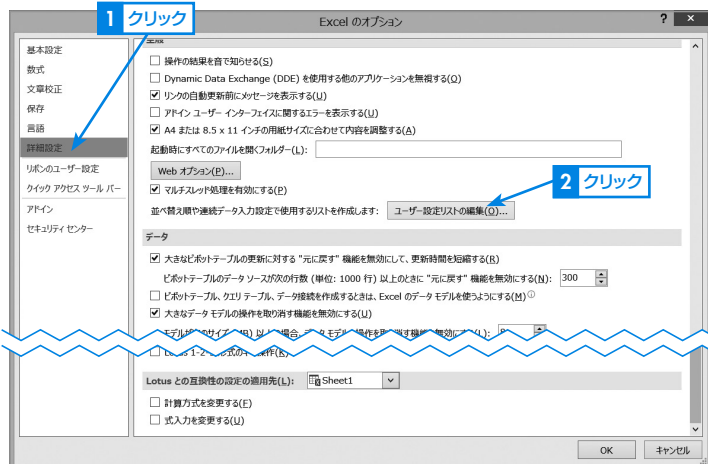 1 クリック
Excel のオプション
? ×
基本設定
数式
文章校正
保存
言語
詳細設定
リボンのユーザー設定
クイック アクセス ツール バー
アドイン
セキュリティ センター
全般
操作の結果を音で知らせる(S)
Dynamic Data Exchange (DDE) を使用する他のアプリケーションを無視する(O)
リンクの自動更新前にメッセージを表示する(U)
アドイン ユーザー インターフェイスに関するエラーを表示する(U)
A4 または 8.5 x 11 インチの用紙サイズに合わせて内容を調整する(A)
起動時にすべてのファイルを開くフォルダー(L):
Web オプション(P)...
マルチスレッド処理を有効にする(P)
2 クリック
並べ替え順や連続データ入力設定で使用するリストを作成します: ユーザー設定リストの編集(O)...
データ
大きなピボットテーブルの更新に対する "元に戻す" 機能を無効にして、更新時間を短縮する(R)
ピボットテーブルのデータ ソースが次の行数 (単位: 1000 行) 以上のときに "元に戻す" 機能を無効にする(N): 300
ピボットテーブル、クエリ テーブル、データ接続を作成するときは、Excel のデータ モデルを使うようにする(M)
大きなデータ モデルの操作を取り消す機能を無効にする(U)
Lotus 1-2-3
Lotus との互換性の設定の適用先(L): Sheet1
計算方式を変更する(F)
式入力を変更する(U)
OK キャンセル